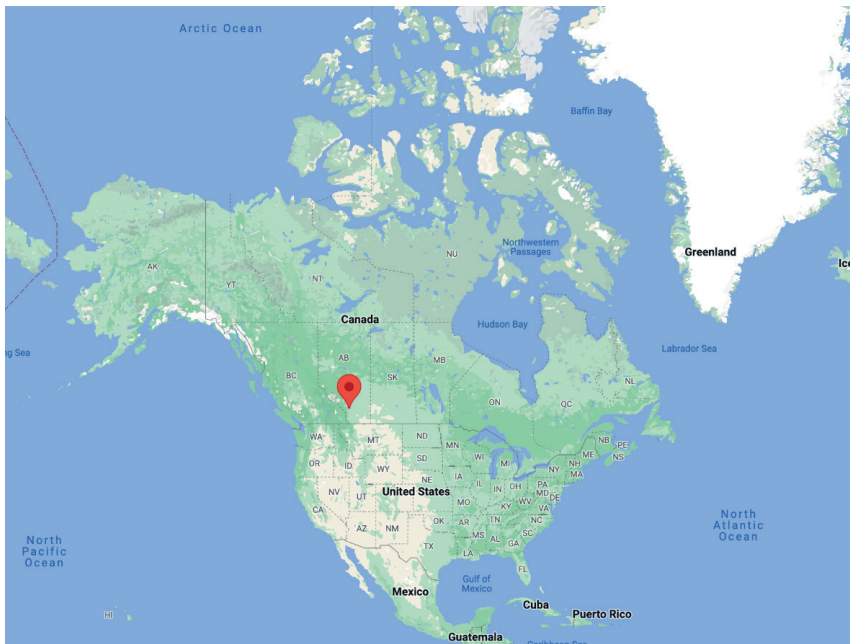 Arctic Ocean
Baffin Bay
Greenland
Ice
Northwestern
Passages
NU
AK
YT
NT
Canada
Hudson Bay
Labrador Sea
ng Sea
AB
MB
BC
SK
NL
ON
QC
WA
MT
ND
MN
NB
PE
NS
ME
OR
ID
SD
WI
MI
NY
NH
MA
WY
NE
IA
IL
IN
OH
PA
MD
DE
NV
UT
United States
MO
KY
WV
VA
CA
AZ
NM
OK
AR
TN
NC
SC
MS
AL
GA
TX
LA
FL
North
Pacific
Ocean
North
Atlantic
Ocean
Gulf of
Mexico
Mexico
Cuba
Puerto Rico
HI
Guatemala
Caribbean Sea